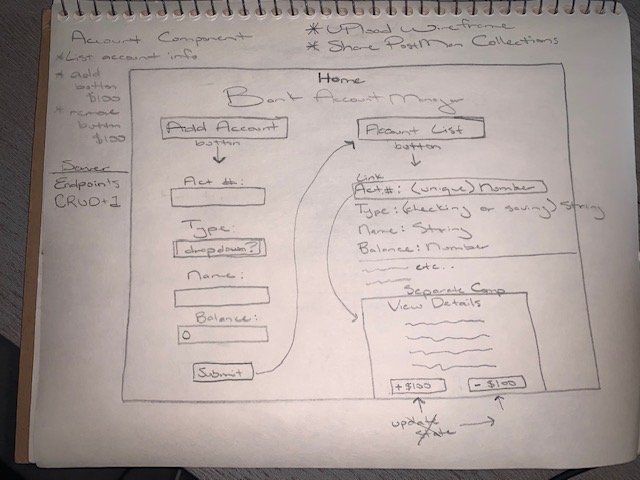 Account Component
*List account info
* add
button
$100
* remove
button
$100
Server
Endpoints
CRUD+1
* UPload Wireframe
* Share PostMan Collections
Home
Bank Account Manager
Add Account
button
Act #:
Type:
dropdown?
Name:
Balance:
0
Submit
Account List
button
Link
Act.#: (unique) Number
Type: (checking or saving) String
Name: String
Balance: Number
etc..
Separate Comp
View Details
+$100
- $100
update
state